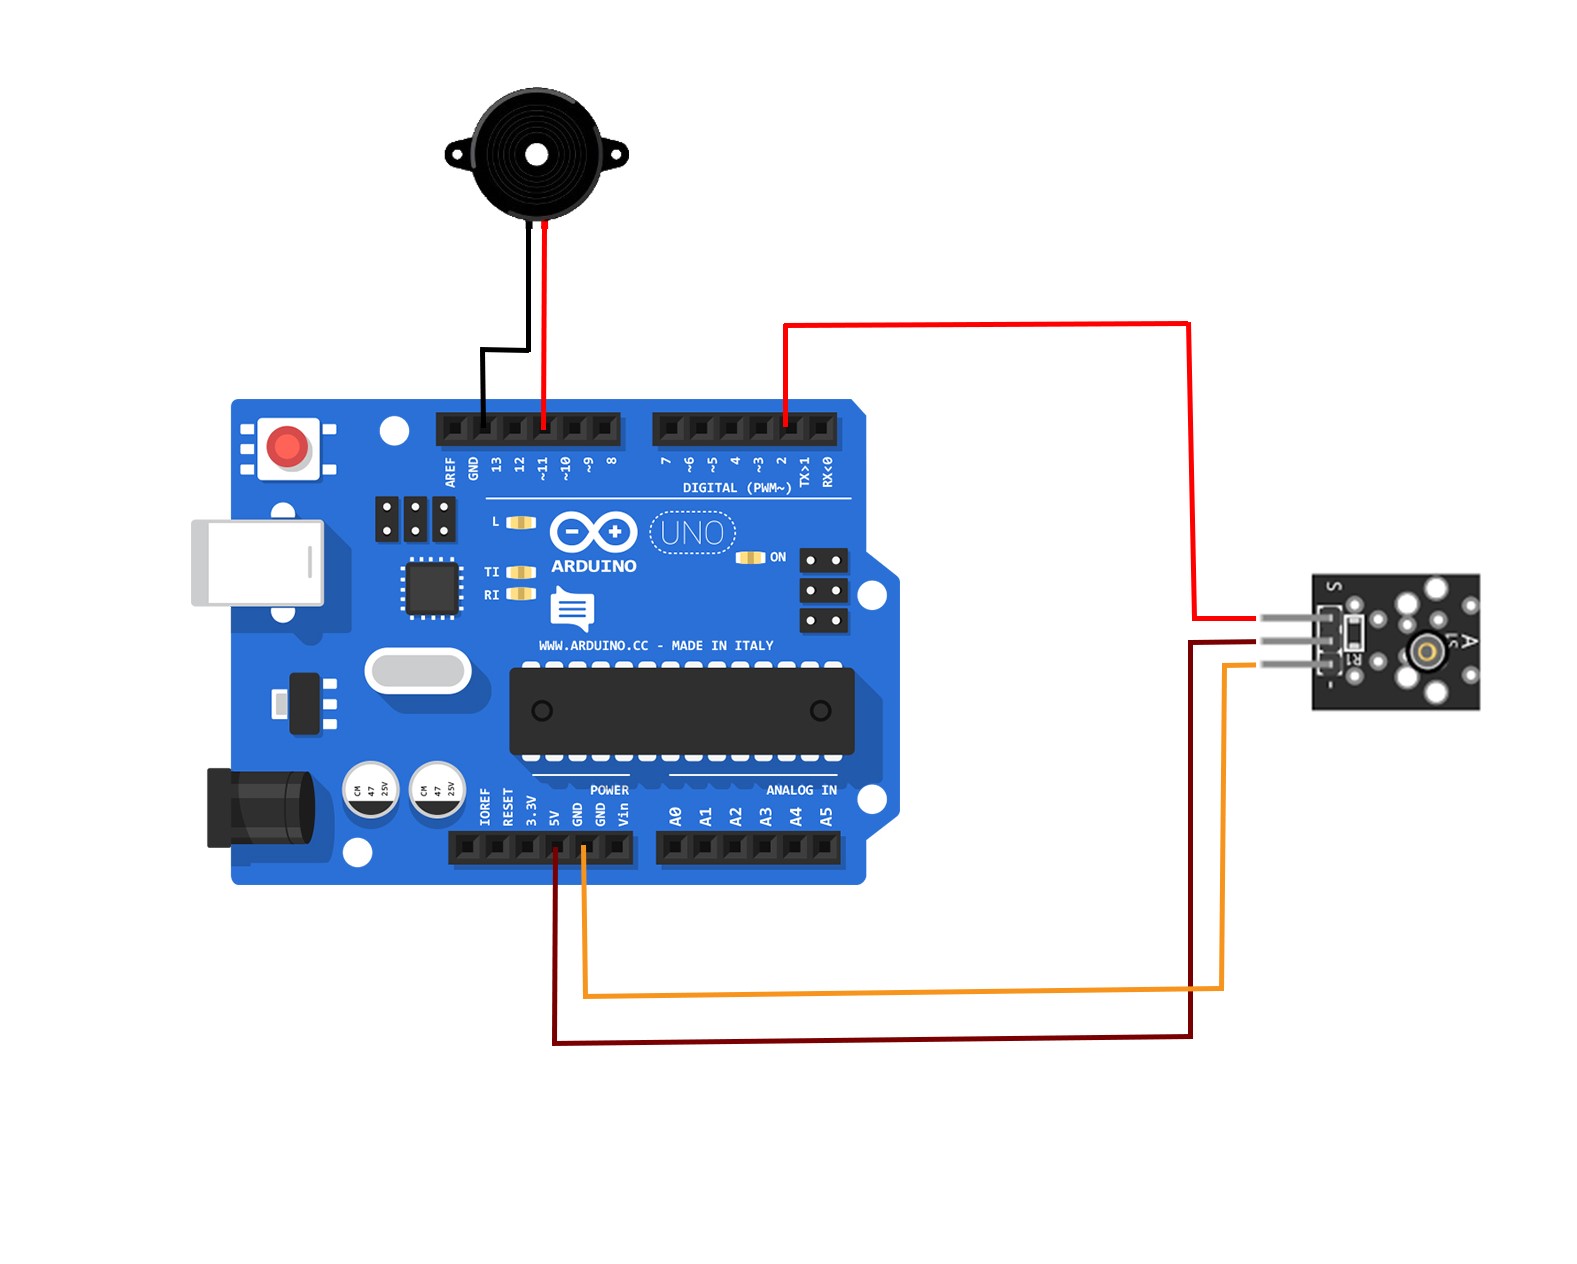 AREF
GND
13
12
~11
~10
~9
8
7
~6
~5
4
~3
2
TX>1
RX<0
DIGITAL (PWM~)
L
UNO
ON
ARDUINO
TI
RI
WWW.ARDUINO.CC - MADE IN ITALY
S
R1
A
-
POWER
ANALOG IN
IOREF
RESET
3.3V
5V
GND
GND
Vin
A0
A1
A2
A3
A4
A5
CM
47
25V
CM
47
25V